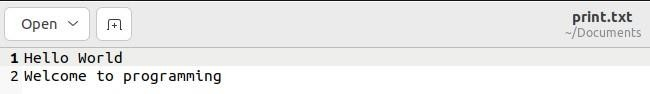 Open
print.txt
~/Documents
1 Hello World
2 Welcome to programming